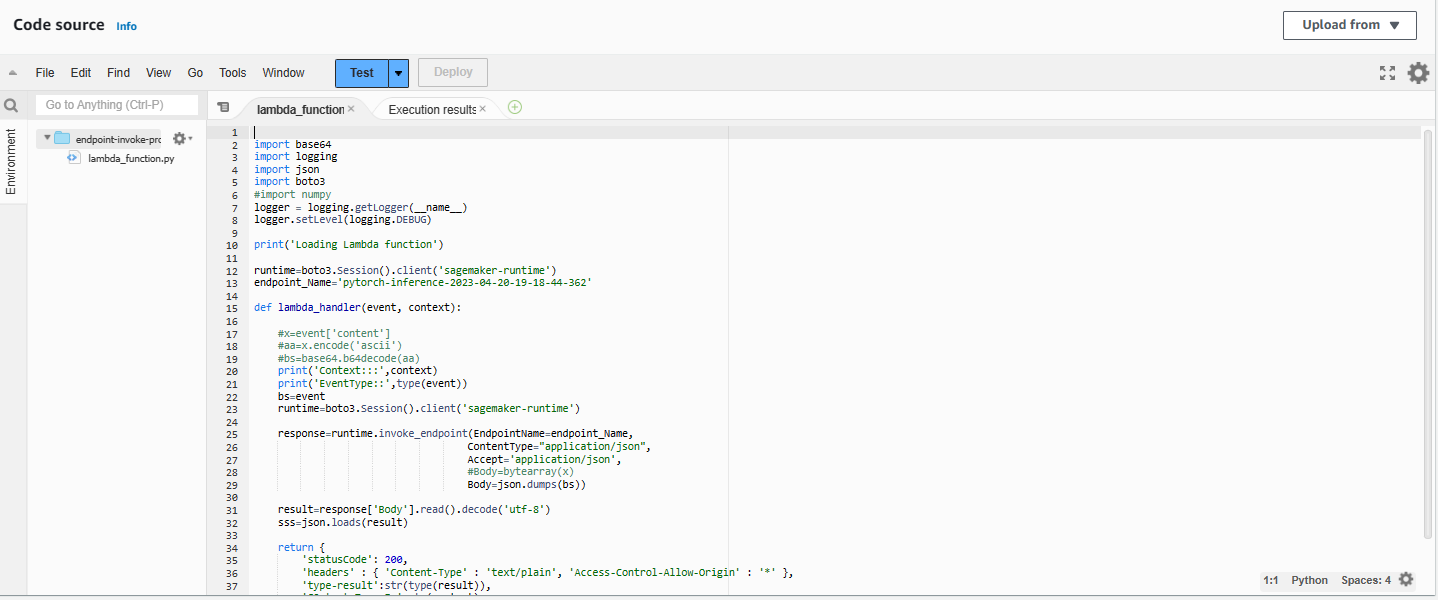 Code source Info
Upload from
File Edit Find View Go Tools Window Test Deploy
Go to Anything (Ctrl-P)
lambda_function Execution results
Environment
endpoint-invoke-pro
lambda_function.py
1
2 import base64
3 import logging
4 import json
5 import boto3
6 #import numpy
7 logger = logging.getLogger(__name__)
8 logger.setLevel(logging.DEBUG)
9
10 print('Loading Lambda function')
11
12 runtime=boto3.Session().client('sagemaker-runtime')
13 endpoint_Name='pytorch-inference-2023-04-20-19-18-44-362'
14
15 def lambda_handler(event, context):
16
17 #x=event['content']
18 #aa=x.encode('ascii')
19 #bs=base64.b64decode(aa)
20 print('Context:::',context)
21 print('EventType::',type(event))
22 bs=event
23 runtime=boto3.Session().client('sagemaker-runtime')
24
25 response=runtime.invoke_endpoint(EndpointName=endpoint_Name,
26 ContentType="application/json",
27 Accept='application/json',
28 #Body=bytearray(x)
29 Body=json.dumps(bs))
30
31 result=response['Body'].read().decode('utf-8')
32 sss=json.loads(result)
33
34 return {
35 'statusCode': 200,
36 'headers' : { 'Content-Type' : 'text/plain', 'Access-Control-Allow-Origin' : '*' },
37 'type-result':str(type(result)),
1:1 Python Spaces: 4